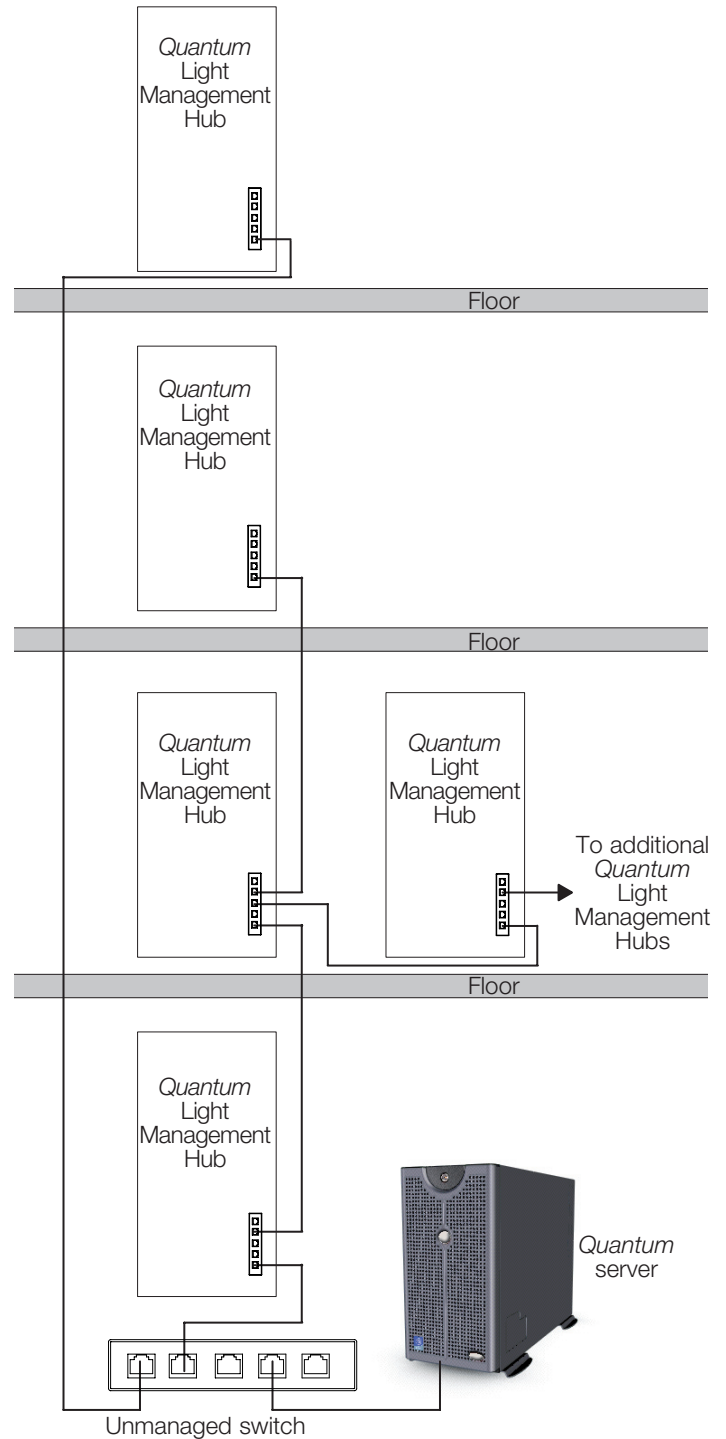 Quantum
Light
Management
Hub
Floor
Quantum
Light
Management
Hub
Floor
Quantum
Light
Management
Hub
Quantum
Light
Management
Hub
To additional
Quantum
Light
Management
Hubs
Floor
Quantum
Light
Management
Hub
Quantum
server
Unmanaged switch